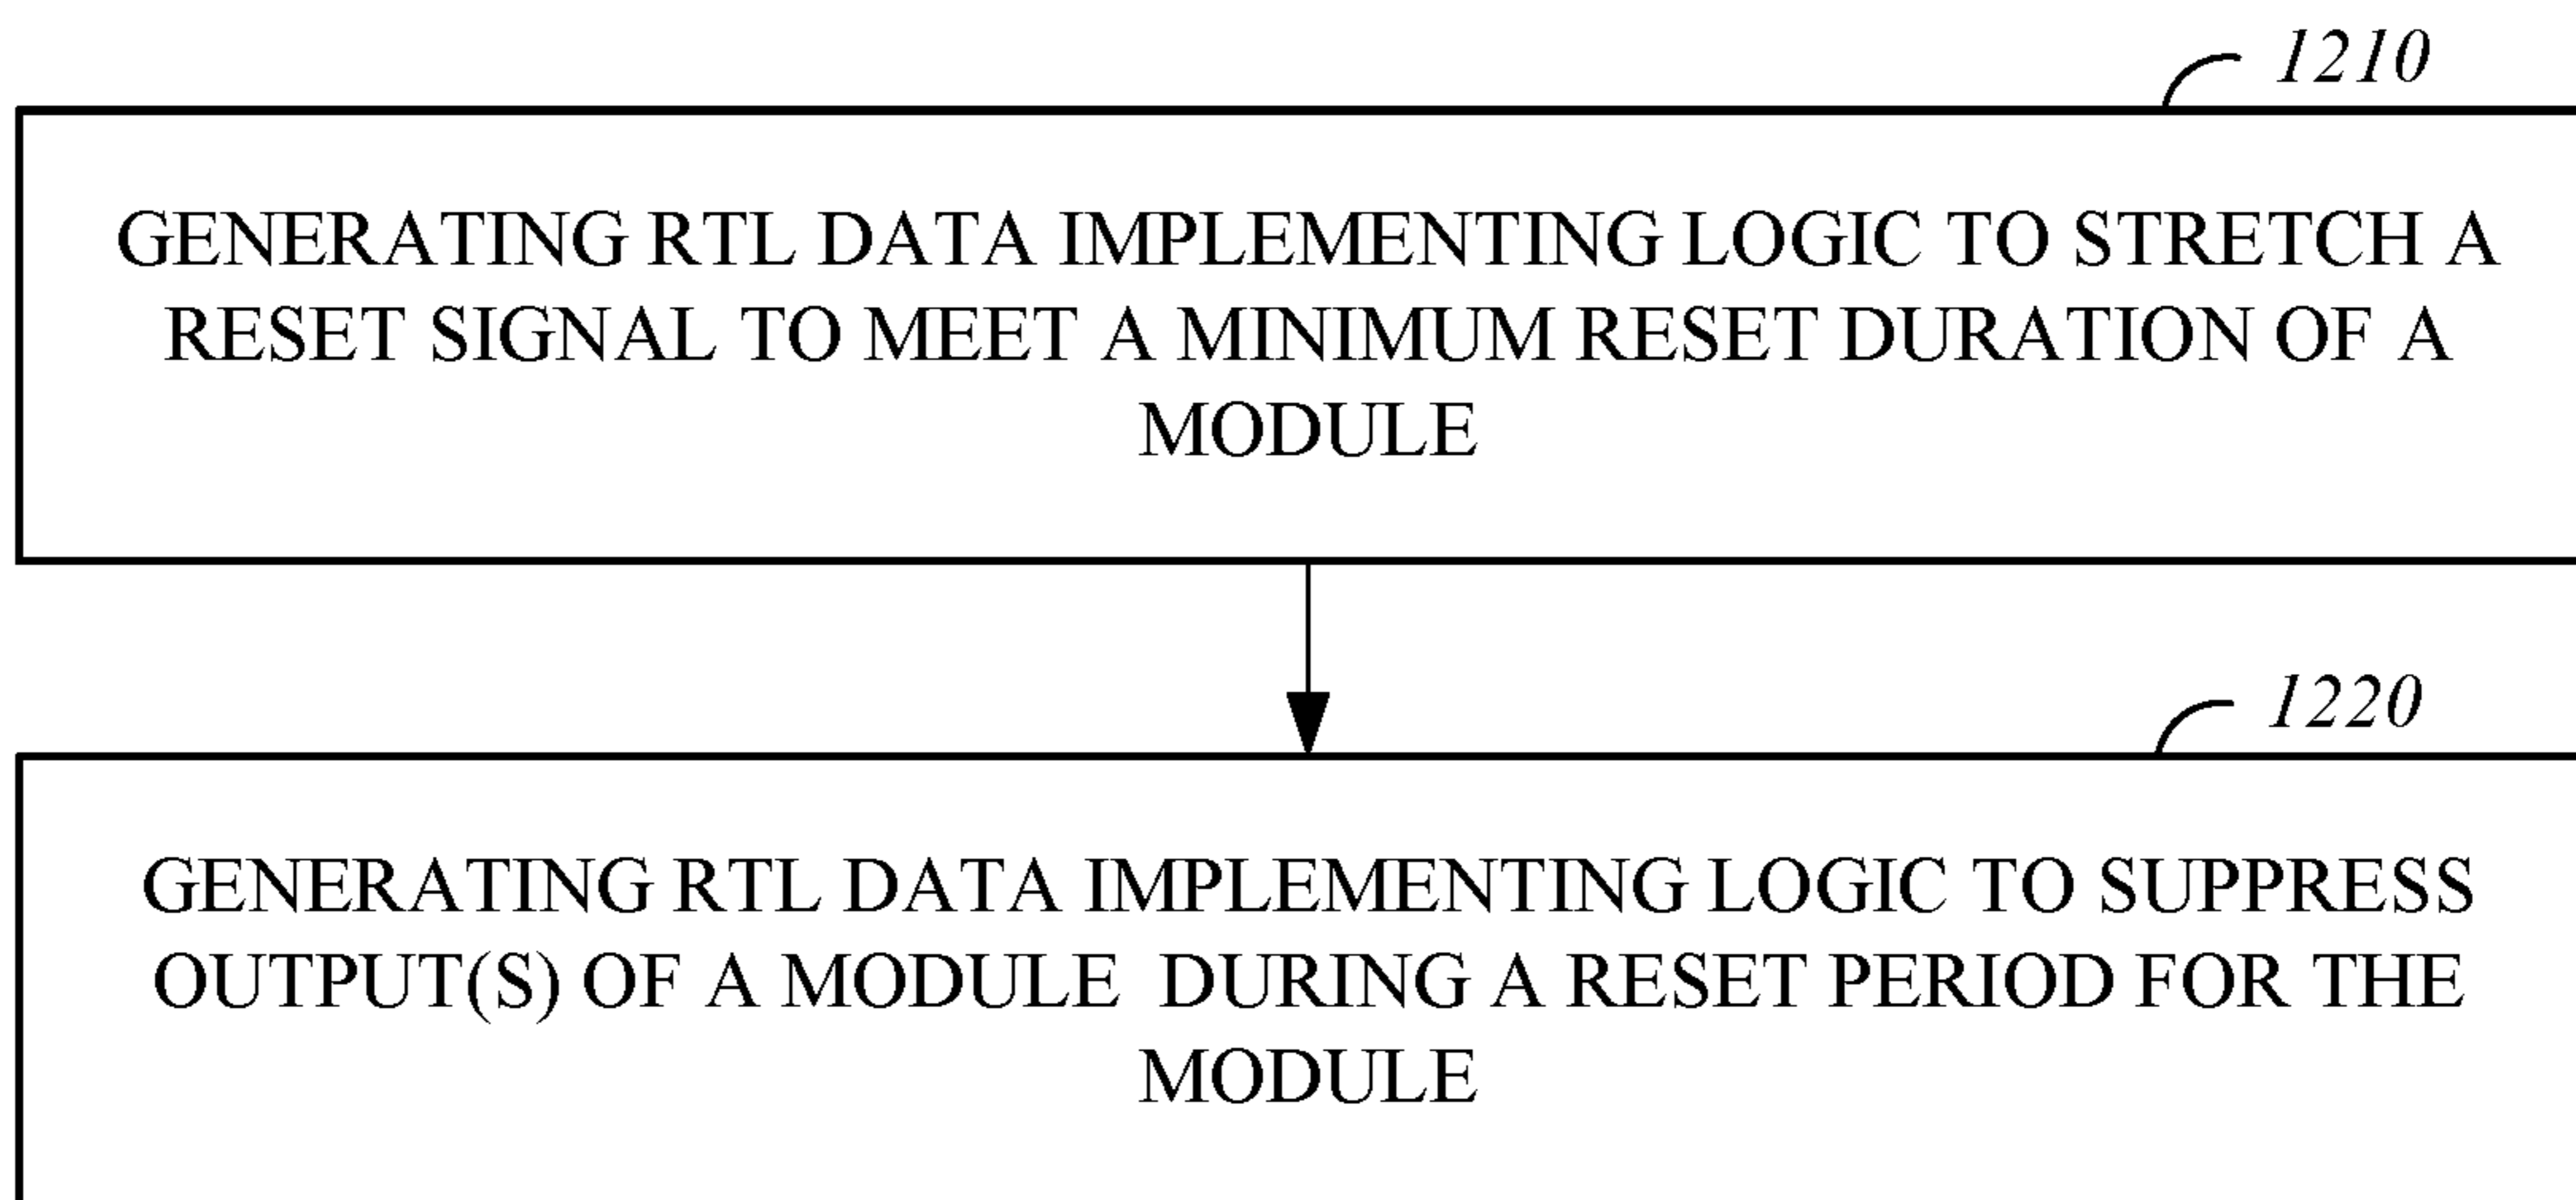 1210
GENERATING RTL DATA IMPLEMENTING LOGIC TO STRETCH A
RESET SIGNAL TO MEET A MINIMUM RESET DURATION OF A
MODULE
1220
GENERATING RTL DATA IMPLEMENTING LOGIC TO SUPPRESS
OUTPUT(S) OF A MODULE DURING A RESET PERIOD FOR THE
MODULE